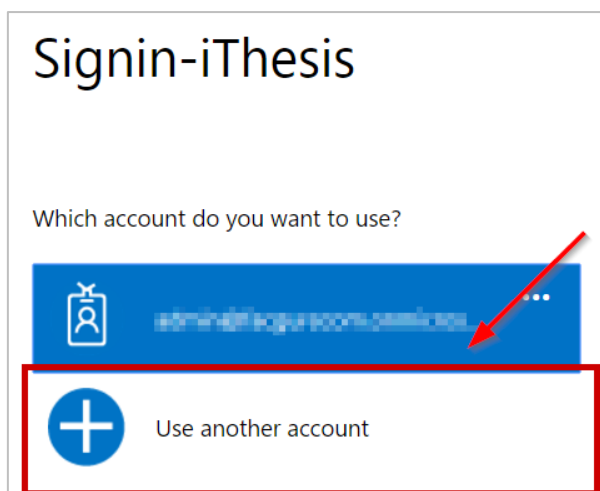 Signin-iThesis
Which account do you want to use?
Use another account